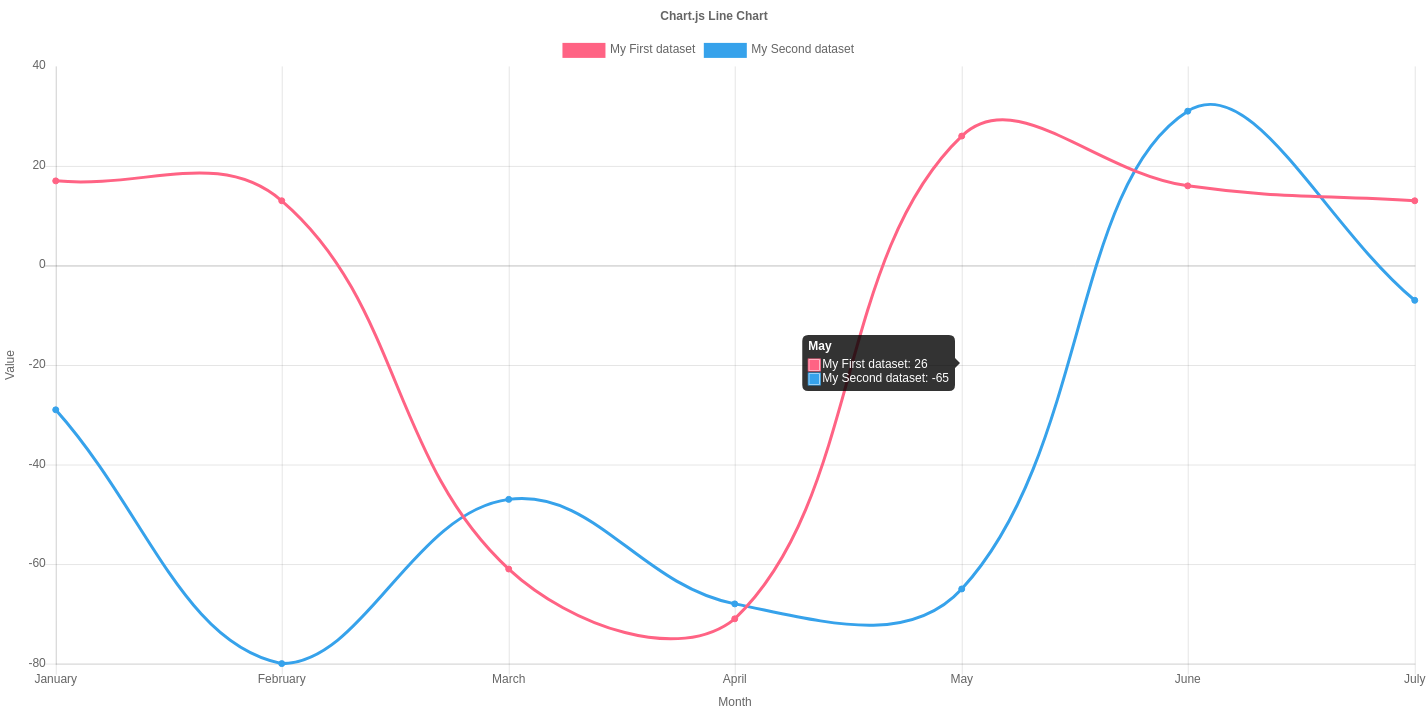 Chart.js Line Chart
My First dataset My Second dataset
40
20
0
-20
-40
-60
-80
Value
May
My First dataset: 26
My Second dataset: -65
January February March April May June July
Month